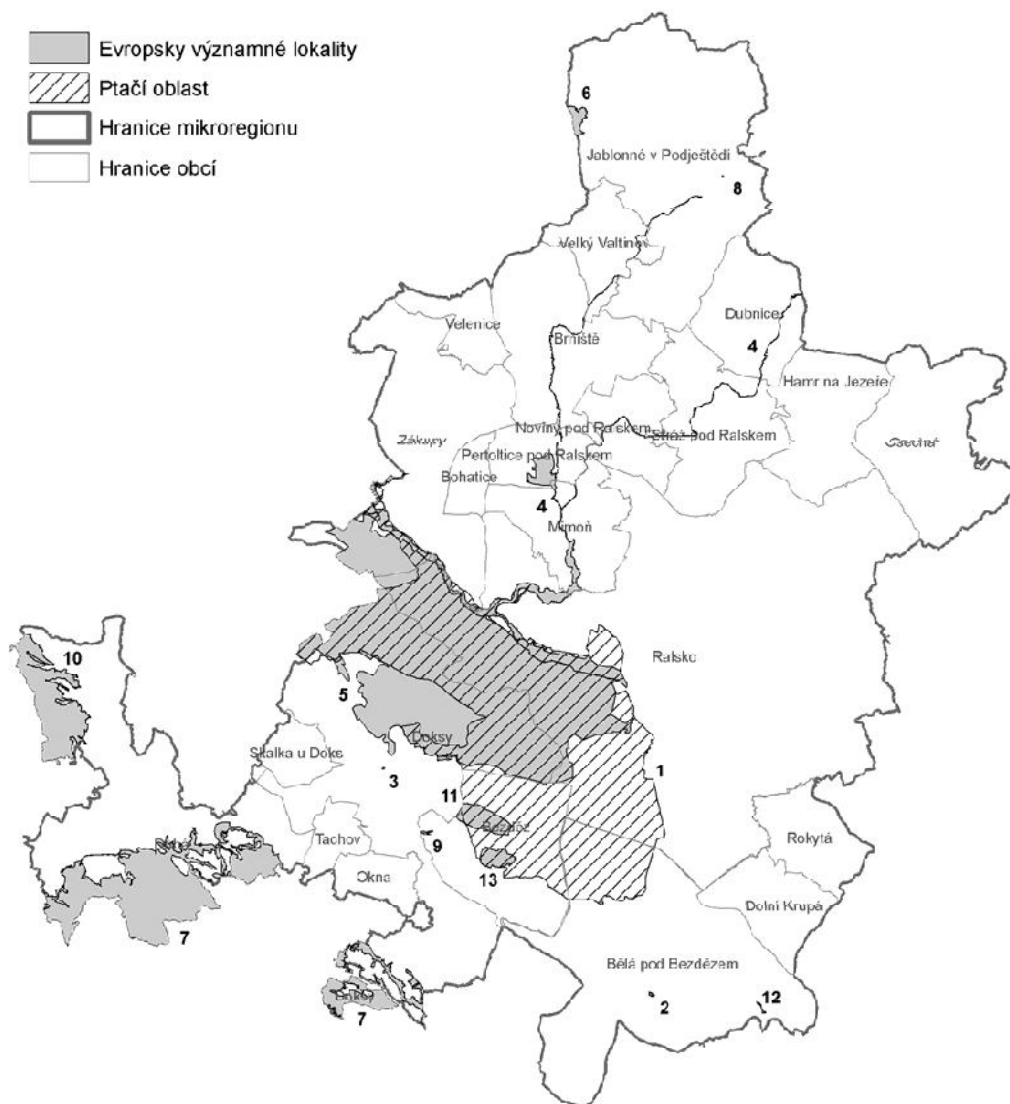 Evropsky významné lokality
Ptačí oblast
Hranice mikroregionu
Hranice obcí
6
Jablonné v Podještědí
8
Velký Valtinov
Dubnice
Velenice
Brniště
4
Hamr na Jezeře
Noviny pod Ralskem
Stráž pod Ralskem
Zákupy
Pertoltice pod Ralskem
Bohatice
4
Mimoň
10
Ralsko
5
Doksy
Skalka u Doks
3
1
11
Tachov
9
Bezděz
Rokytá
13
Okna
Dolní Krupá
7
Bělá pod Bezdězem
Doksy
7
2
12